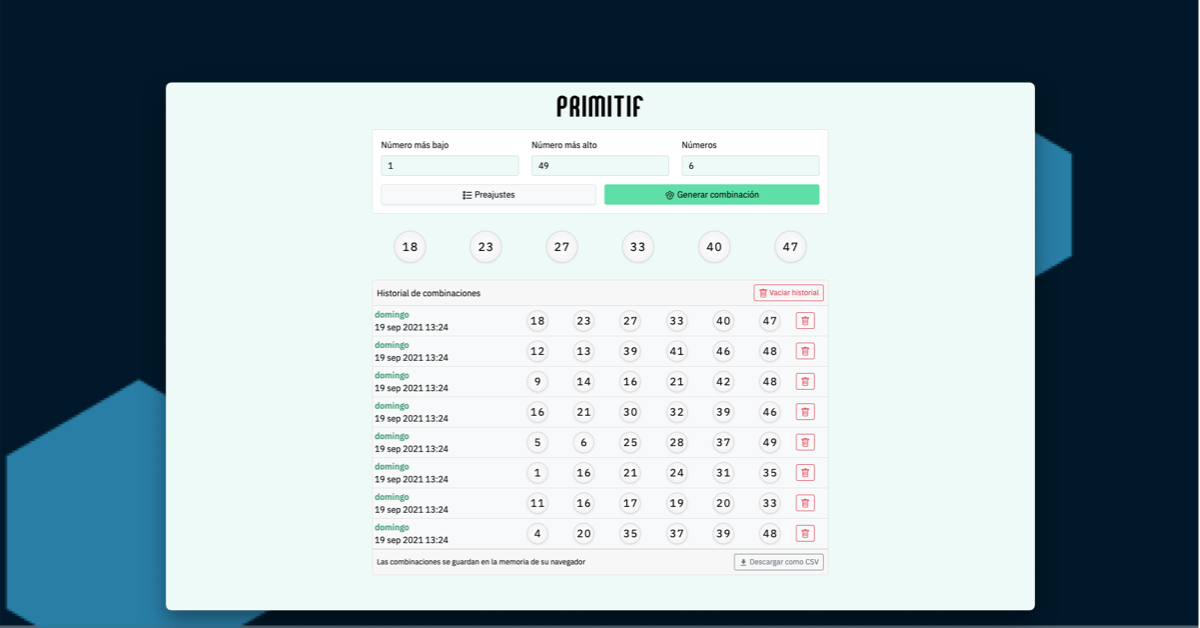 PRIMITIF
Número más bajo Número más alto Números
1 49 6
Preajustes Generar combinación
18 23 27 33 40 47
Historial de combinaciones Vaciar historial
domingo
19 sep 2021 13:24 18 23 27 33 40 47
domingo
19 sep 2021 13:24 12 13 39 41 46 48
domingo
19 sep 2021 13:24 9 14 16 21 42 48
domingo
19 sep 2021 13:24 16 21 30 32 39 46
domingo
19 sep 2021 13:24 5 6 25 28 37 49
domingo
19 sep 2021 13:24 1 16 21 24 31 35
domingo
19 sep 2021 13:24 11 16 17 19 20 33
domingo
19 sep 2021 13:24 4 20 35 37 39 48
Las combinaciones se guardan en la memoria de su navegador Descargar como CSV